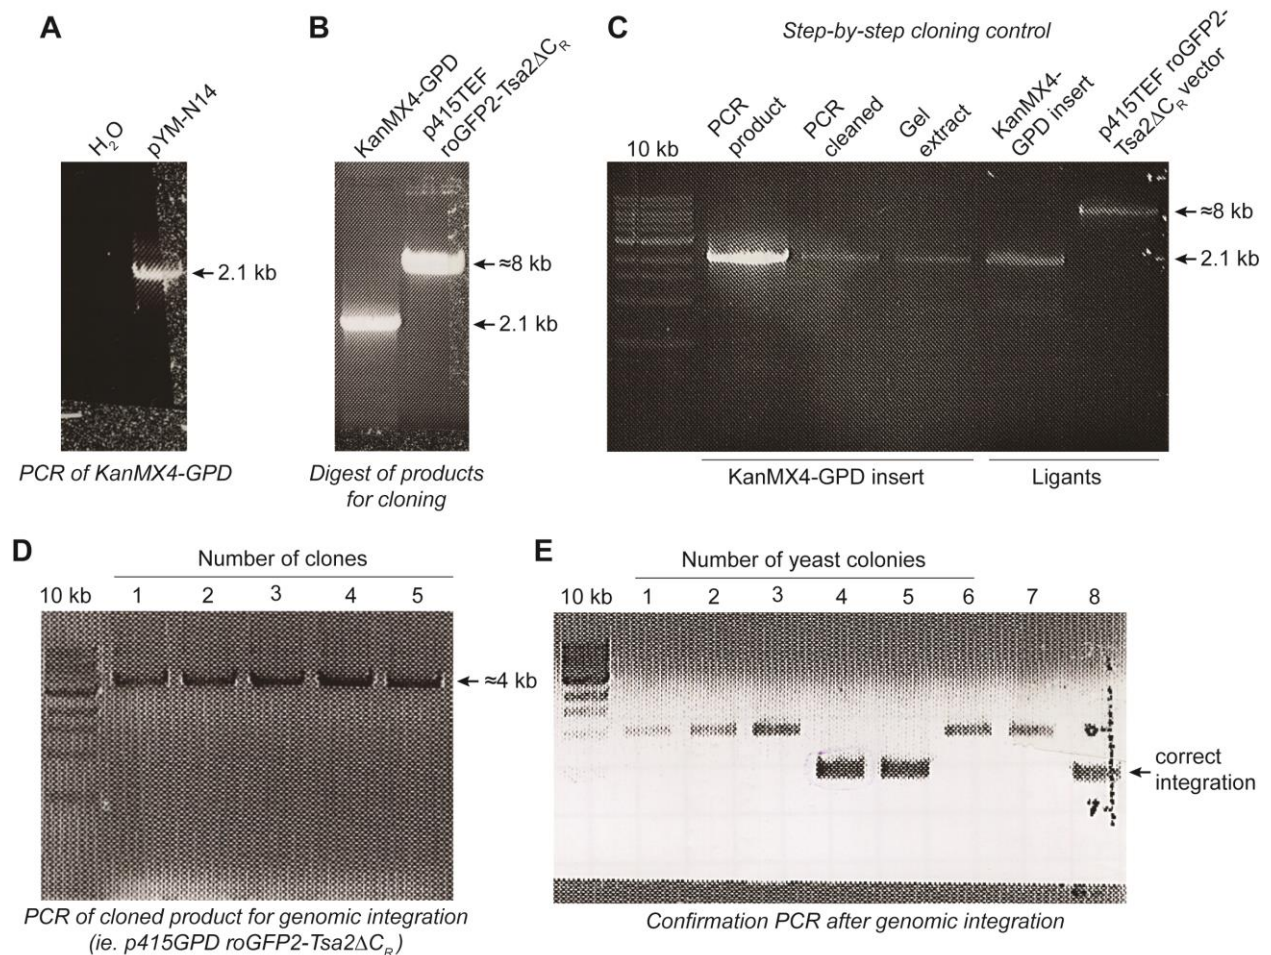 A
H2O
pYM-N14
←2.1 kb
PCR of KanMX4-GPD
B
KanMX4-GPD
p415TEF
roGFP2-Tsa2ΔCR
←≈8 kb
←2.1 kb
Digest of products
for cloning
C
Step-by-step cloning control
10 kb
PCR
product
PCR
cleaned
Gel
extract
KanMX4-
GPD insert
p415TEF roGFP2-
Tsa2ΔCR vector
←≈8 kb
←2.1 kb
KanMX4-GPD insert
Ligants
D
Number of clones
10 kb 1 2 3 4 5
←≈4 kb
PCR of cloned product for genomic integration
(ie. p415GPD roGFP2-Tsa2ΔCR)
E
Number of yeast colonies
10 kb 1 2 3 4 5 6 7 8
← correct
integration
Confirmation PCR after genomic integration